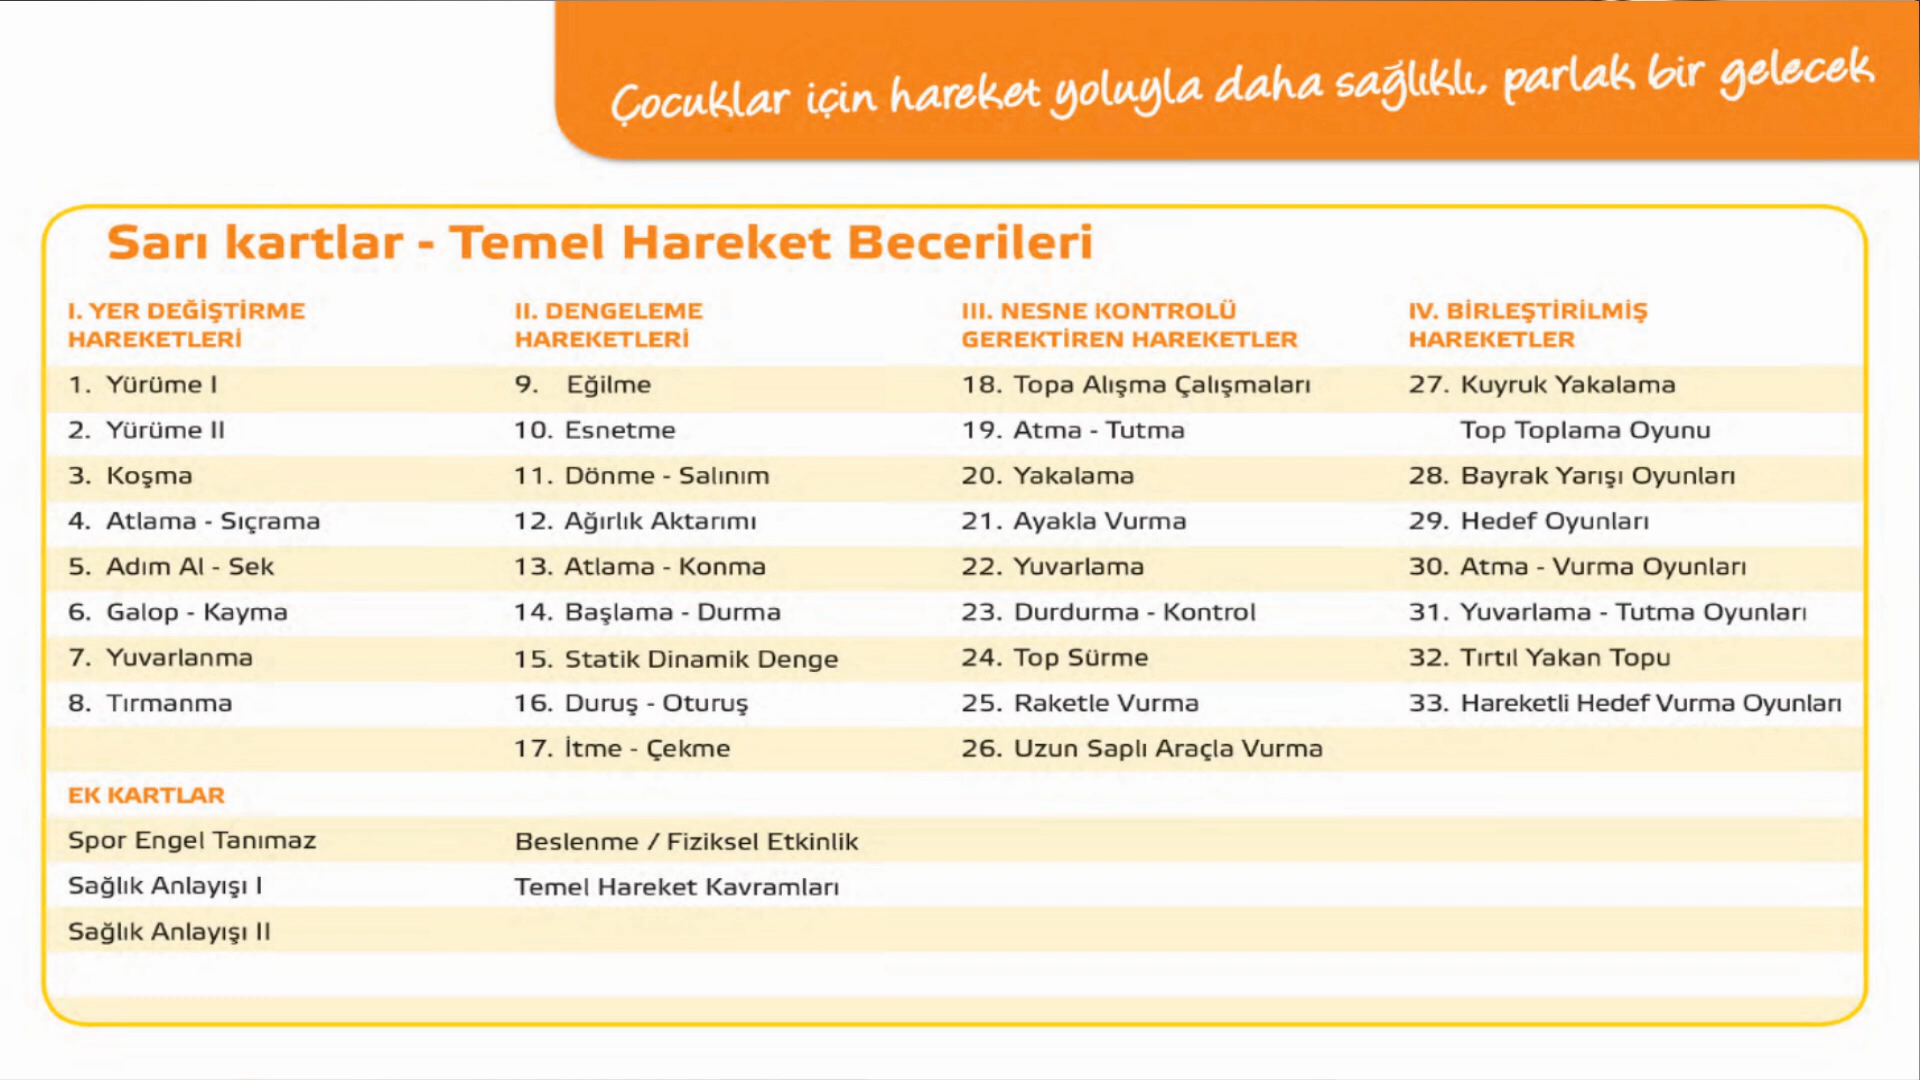 Çocuklar için hareket yoluyla daha sağlıklı, parlak bir gelecek
Sarı kartlar - Temel Hareket Becerileri
I. YER DEĞİŞTİRME
HAREKETLERİ
1. Yürüme I
2. Yürüme II
3. Koşma
4. Atlama - Sıçrama
5. Adım Al - Sek
6. Galop - Kayma
7. Yuvarlanma
8. Tırmanma
II. DENGELEME
HAREKETLERİ
9. Eğilme
10. Esnetme
11. Dönme - Salınım
12. Ağırlık Aktarımı
13. Atlama - Konma
14. Başlama - Durma
15. Statik Dinamik Denge
16. Duruş - Oturuş
17. İtme - Çekme
III. NESNE KONTROLÜ
GEREKTİREN HAREKETLER
18. Topa Alışma Çalışmaları
19. Atma - Tutma
20. Yakalama
21. Ayakla Vurma
22. Yuvarlama
23. Durdurma - Kontrol
24. Top Sürme
25. Raketle Vurma
26. Uzun Saplı Araçla Vurma
IV. BİRLEŞTİRİLMİŞ
HAREKETLER
27. Kuyruk Yakalama
Top Toplama Oyunu
28. Bayrak Yarışı Oyunları
29. Hedef Oyunları
30. Atma - Vurma Oyunları
31. Yuvarlama - Tutma Oyunları
32. Tırtıl Yakan Topu
33. Hareketli Hedef Vurma Oyunları
EK KARTLAR
Spor Engel Tanımaz
Sağlık Anlayışı I
Sağlık Anlayışı II
Beslenme / Fiziksel Etkinlik
Temel Hareket Kavramları